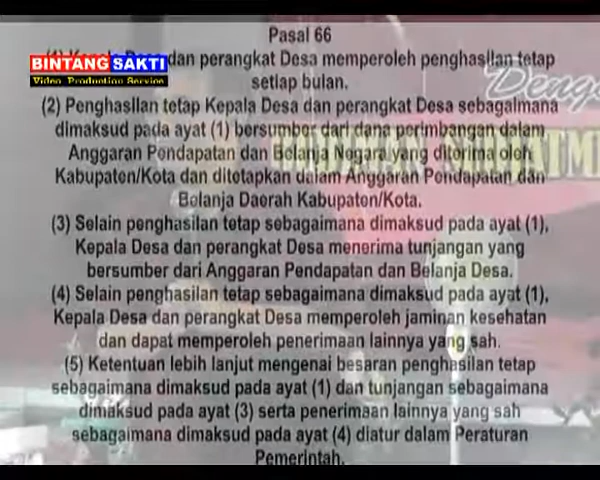 Pasal 66
BINTANG SAKTI
Video Production Service
(1) Kepala Desa dan perangkat Desa memperoleh penghasilan tetap
setiap bulan.
(2) Penghasilan tetap Kepala Desa dan perangkat Desa sebagaimana
dimaksud pada ayat (1) bersumber dari dana perimbangan dalam
Anggaran Pendapatan dan Belanja Negara yang diterima oleh
Kabupaten/Kota dan ditetapkan dalam Anggaran Pendapatan dan
Belanja Daerah Kabupaten/Kota.
(3) Selain penghasilan tetap sebagaimana dimaksud pada ayat (1),
Kepala Desa dan perangkat Desa menerima tunjangan yang
bersumber dari Anggaran Pendapatan dan Belanja Desa.
(4) Selain penghasilan tetap sebagaimana dimaksud pada ayat (1),
Kepala Desa dan perangkat Desa memperoleh jaminan kesehatan
dan dapat memperoleh penerimaan lainnya yang sah.
(5) Ketentuan lebih lanjut mengenai besaran penghasilan tetap
sebagaimana dimaksud pada ayat (1) dan tunjangan sebagaimana
dimaksud pada ayat (3) serta penerimaan lainnya yang sah
sebagaimana dimaksud pada ayat (4) diatur dalam Peraturan
Pemerintah.